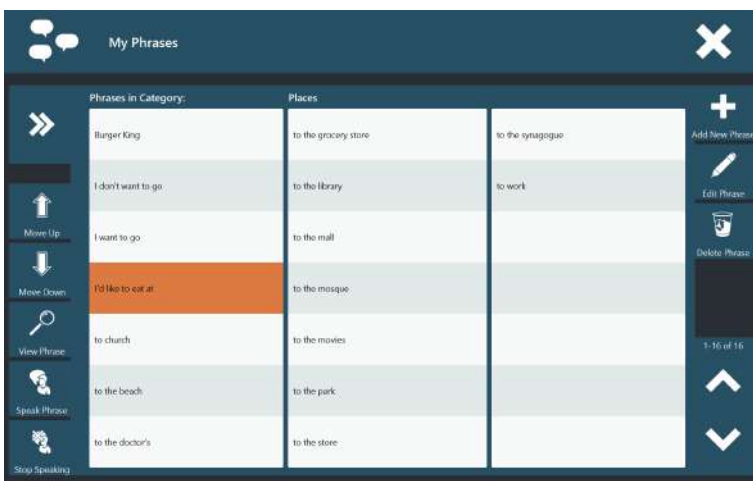 My Phrases
Phrases in Category:
Places
Burger King
I don't want to go
I want to go
I'd like to eat at
to church
to the beach
to the doctor's
to the grocery store
to the library
to the mall
to the mosque
to the movies
to the park
to the store
to the synagogue
to work
Move Up
Move Down
View Phrase
Speak Phrase
Stop Speaking
Add New Phrase
Edit Phrase
Delete Phrase
1-16 of 16